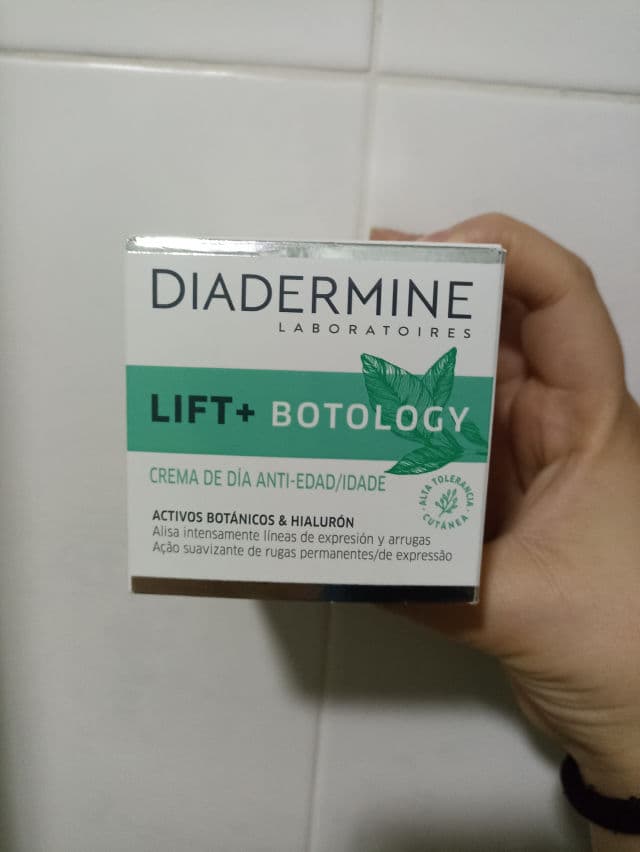 DIADERMINE
LABORATOIRES
LIFT+ BOTOLOGY
CREMA DE DÍA ANTI-EDAD/IDADE
ALTA TOLERANCIA
CUTÁNEA
ACTIVOS BOTÁNICOS & HIALURÓN
Alisa intensamente líneas de expresión y arrugas
Ação suavizante de rugas permanentes/de expressão